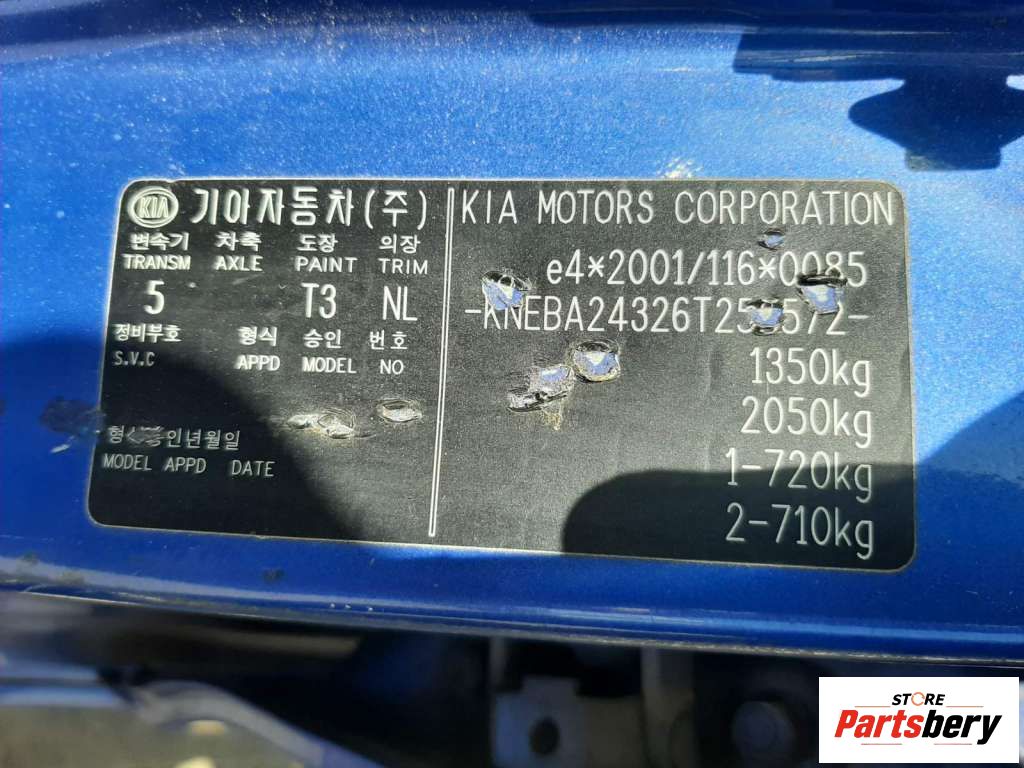 KIA 기아자동차(주)
변속기 차축 도장 의장
TRANSM AXLE PAINT TRIM
5 T3 NL
정비부호 형식 승인 번호
S.V.C APPD MODEL NO
형식승인년월일
MODEL APPD DATE
KIA MOTORS CORPORATION
e4*2001/116*0085
1350kg
2050kg
1-720kg
2-710kg
STORE
Partsbery